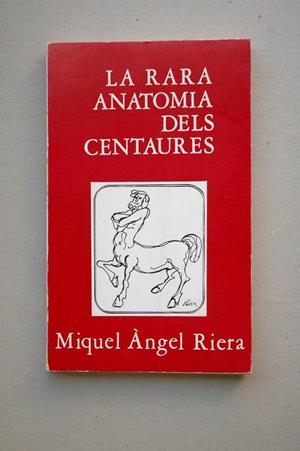 LA RARA
ANATOMIA
DELS
CENTAURES
Miquel Àngel Riera